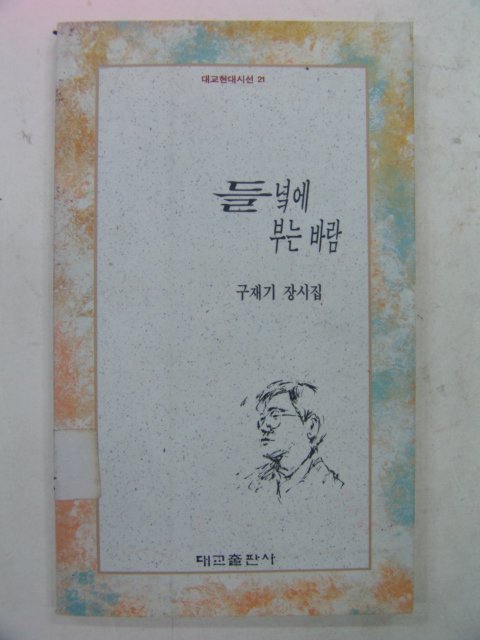 대교현대시선 21
들녘에
부는 바람
구재기 장시집
대교출판사